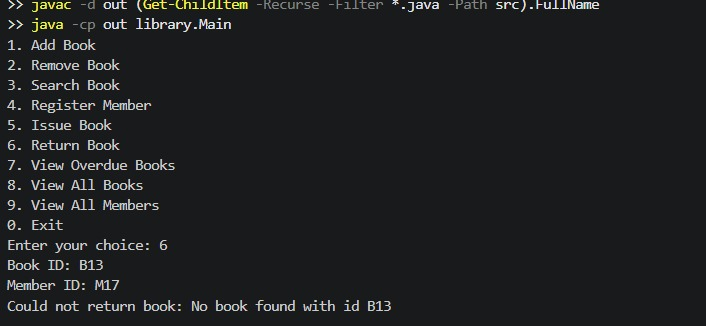 >> javac -d out (Get-ChildItem -Recurse -Filter *.java -Path src).FullName
>> java -cp out library.Main
1. Add Book
2. Remove Book
3. Search Book
4. Register Member
5. Issue Book
6. Return Book
7. View Overdue Books
8. View All Books
9. View All Members
0. Exit
Enter your choice: 6
Book ID: B13
Member ID: M17
Could not return book: No book found with id B13